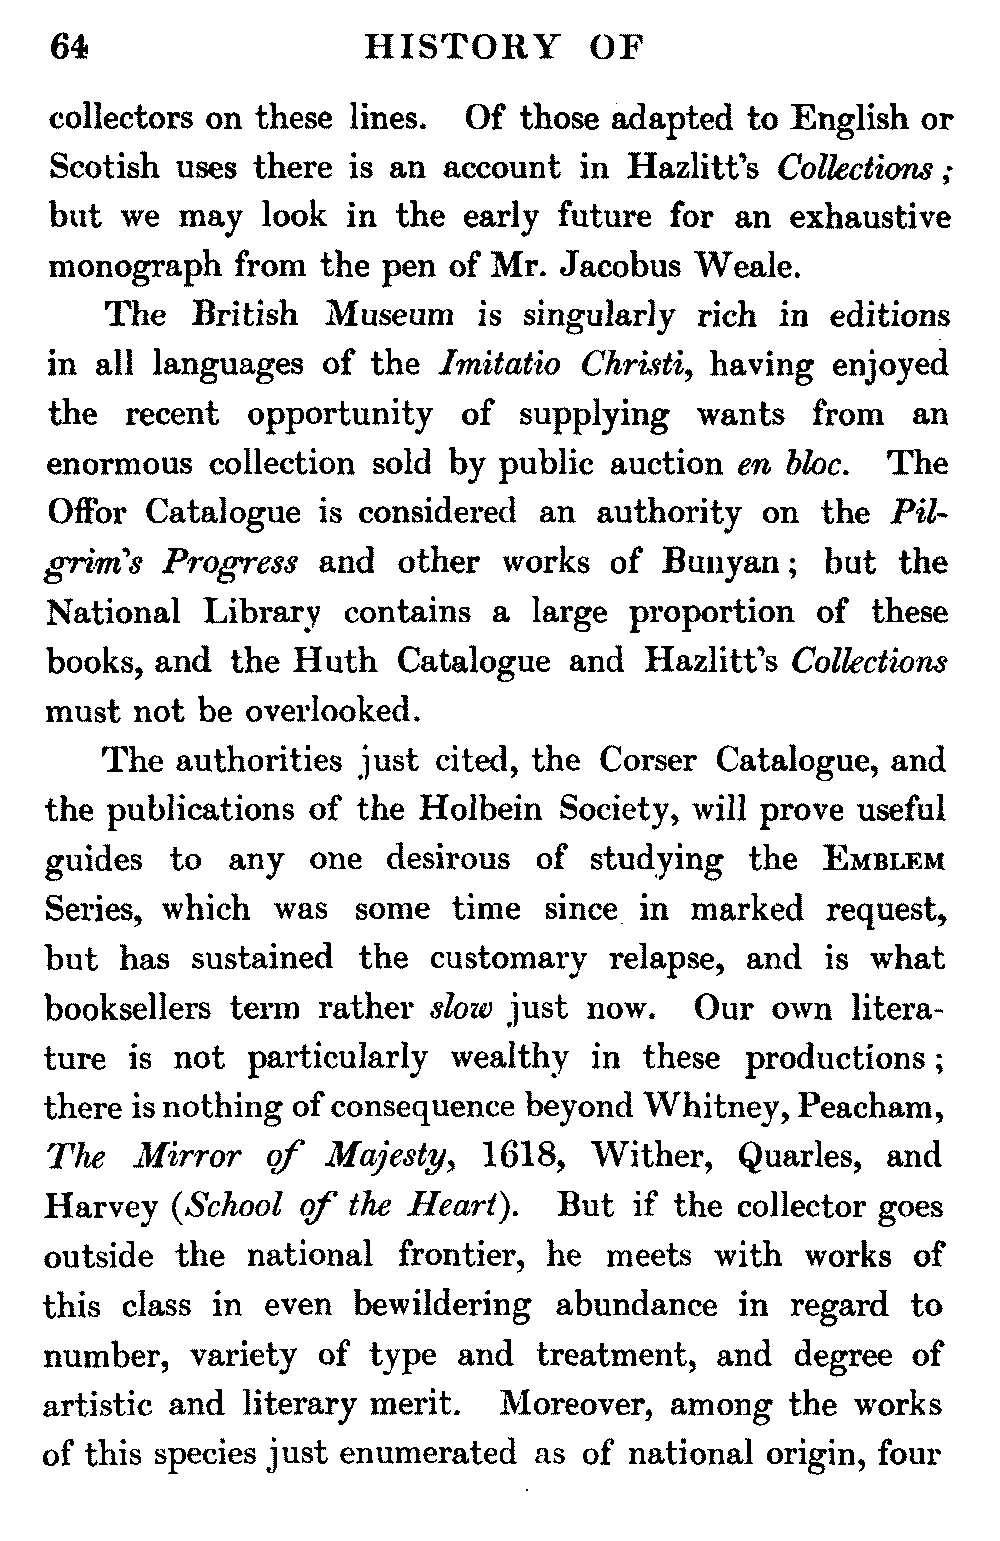 64 HISTORY OF
collectors on these lines. Of those adapted to English or
Scotish uses there is an account in Hazlitt's Collections;
but we may look in the early future for an exhaustive
monograph from the pen of Mr. Jacobus Weale.
The British Museum is singularly rich in editions
in all languages of the Imitatio Christi, having enjoyed
the recent opportunity of supplying wants from an
enormous collection sold by public auction en bloc. The
Offor Catalogue is considered an authority on the Pil-
grim's Progress and other works of Bunyan; but the
National Library contains a large proportion of these
books, and the Huth Catalogue and Hazlitt's Collections
must not be overlooked.
The authorities just cited, the Corser Catalogue, and
the publications of the Holbein Society, will prove useful
guides to any one desirous of studying the EMBLEM
Series, which was some time since in marked request,
but has sustained the customary relapse, and is what
booksellers term rather slow just now. Our own litera-
ture is not particularly wealthy in these productions;
there is nothing of consequence beyond Whitney, Peacham,
The Mirror of Majesty, 1618, Wither, Quarles, and
Harvey (School of the Heart). But if the collector goes
outside the national frontier, he meets with works of
this class in even bewildering abundance in regard to
number, variety of type and treatment, and degree of
artistic and literary merit. Moreover, among the works
of this species just enumerated as of national origin, four